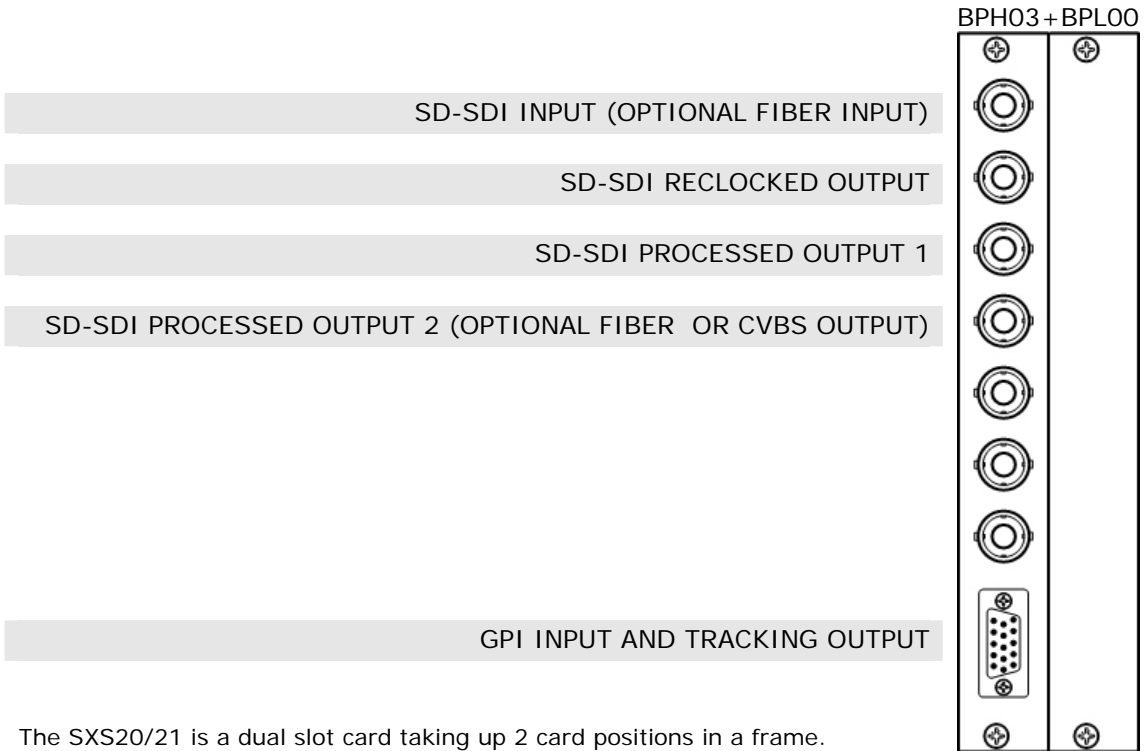 BPH03+BPL00
SD-SDI INPUT (OPTIONAL FIBER INPUT)
SD-SDI RECLOCKED OUTPUT
SD-SDI PROCESSED OUTPUT 1
SD-SDI PROCESSED OUTPUT 2 (OPTIONAL FIBER OR CVBS OUTPUT)
GPI INPUT AND TRACKING OUTPUT
The SXS20/21 is a dual slot card taking up 2 card positions in a frame.